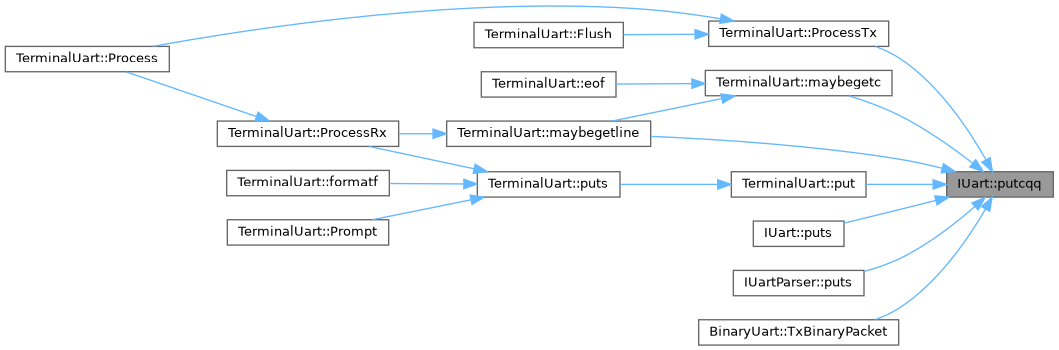 TerminalUart::ProcessTx
TerminalUart::Flush
TerminalUart::Process
TerminalUart::maybegetc
TerminalUart::eof
TerminalUart::ProcessRx
TerminalUart::maybegetline
TerminalUart::formatf
TerminalUart::puts
TerminalUart::put
IUart::putcqq
TerminalUart::Prompt
IUart::puts
IUartParser::puts
BinaryUart::TxBinaryPacket